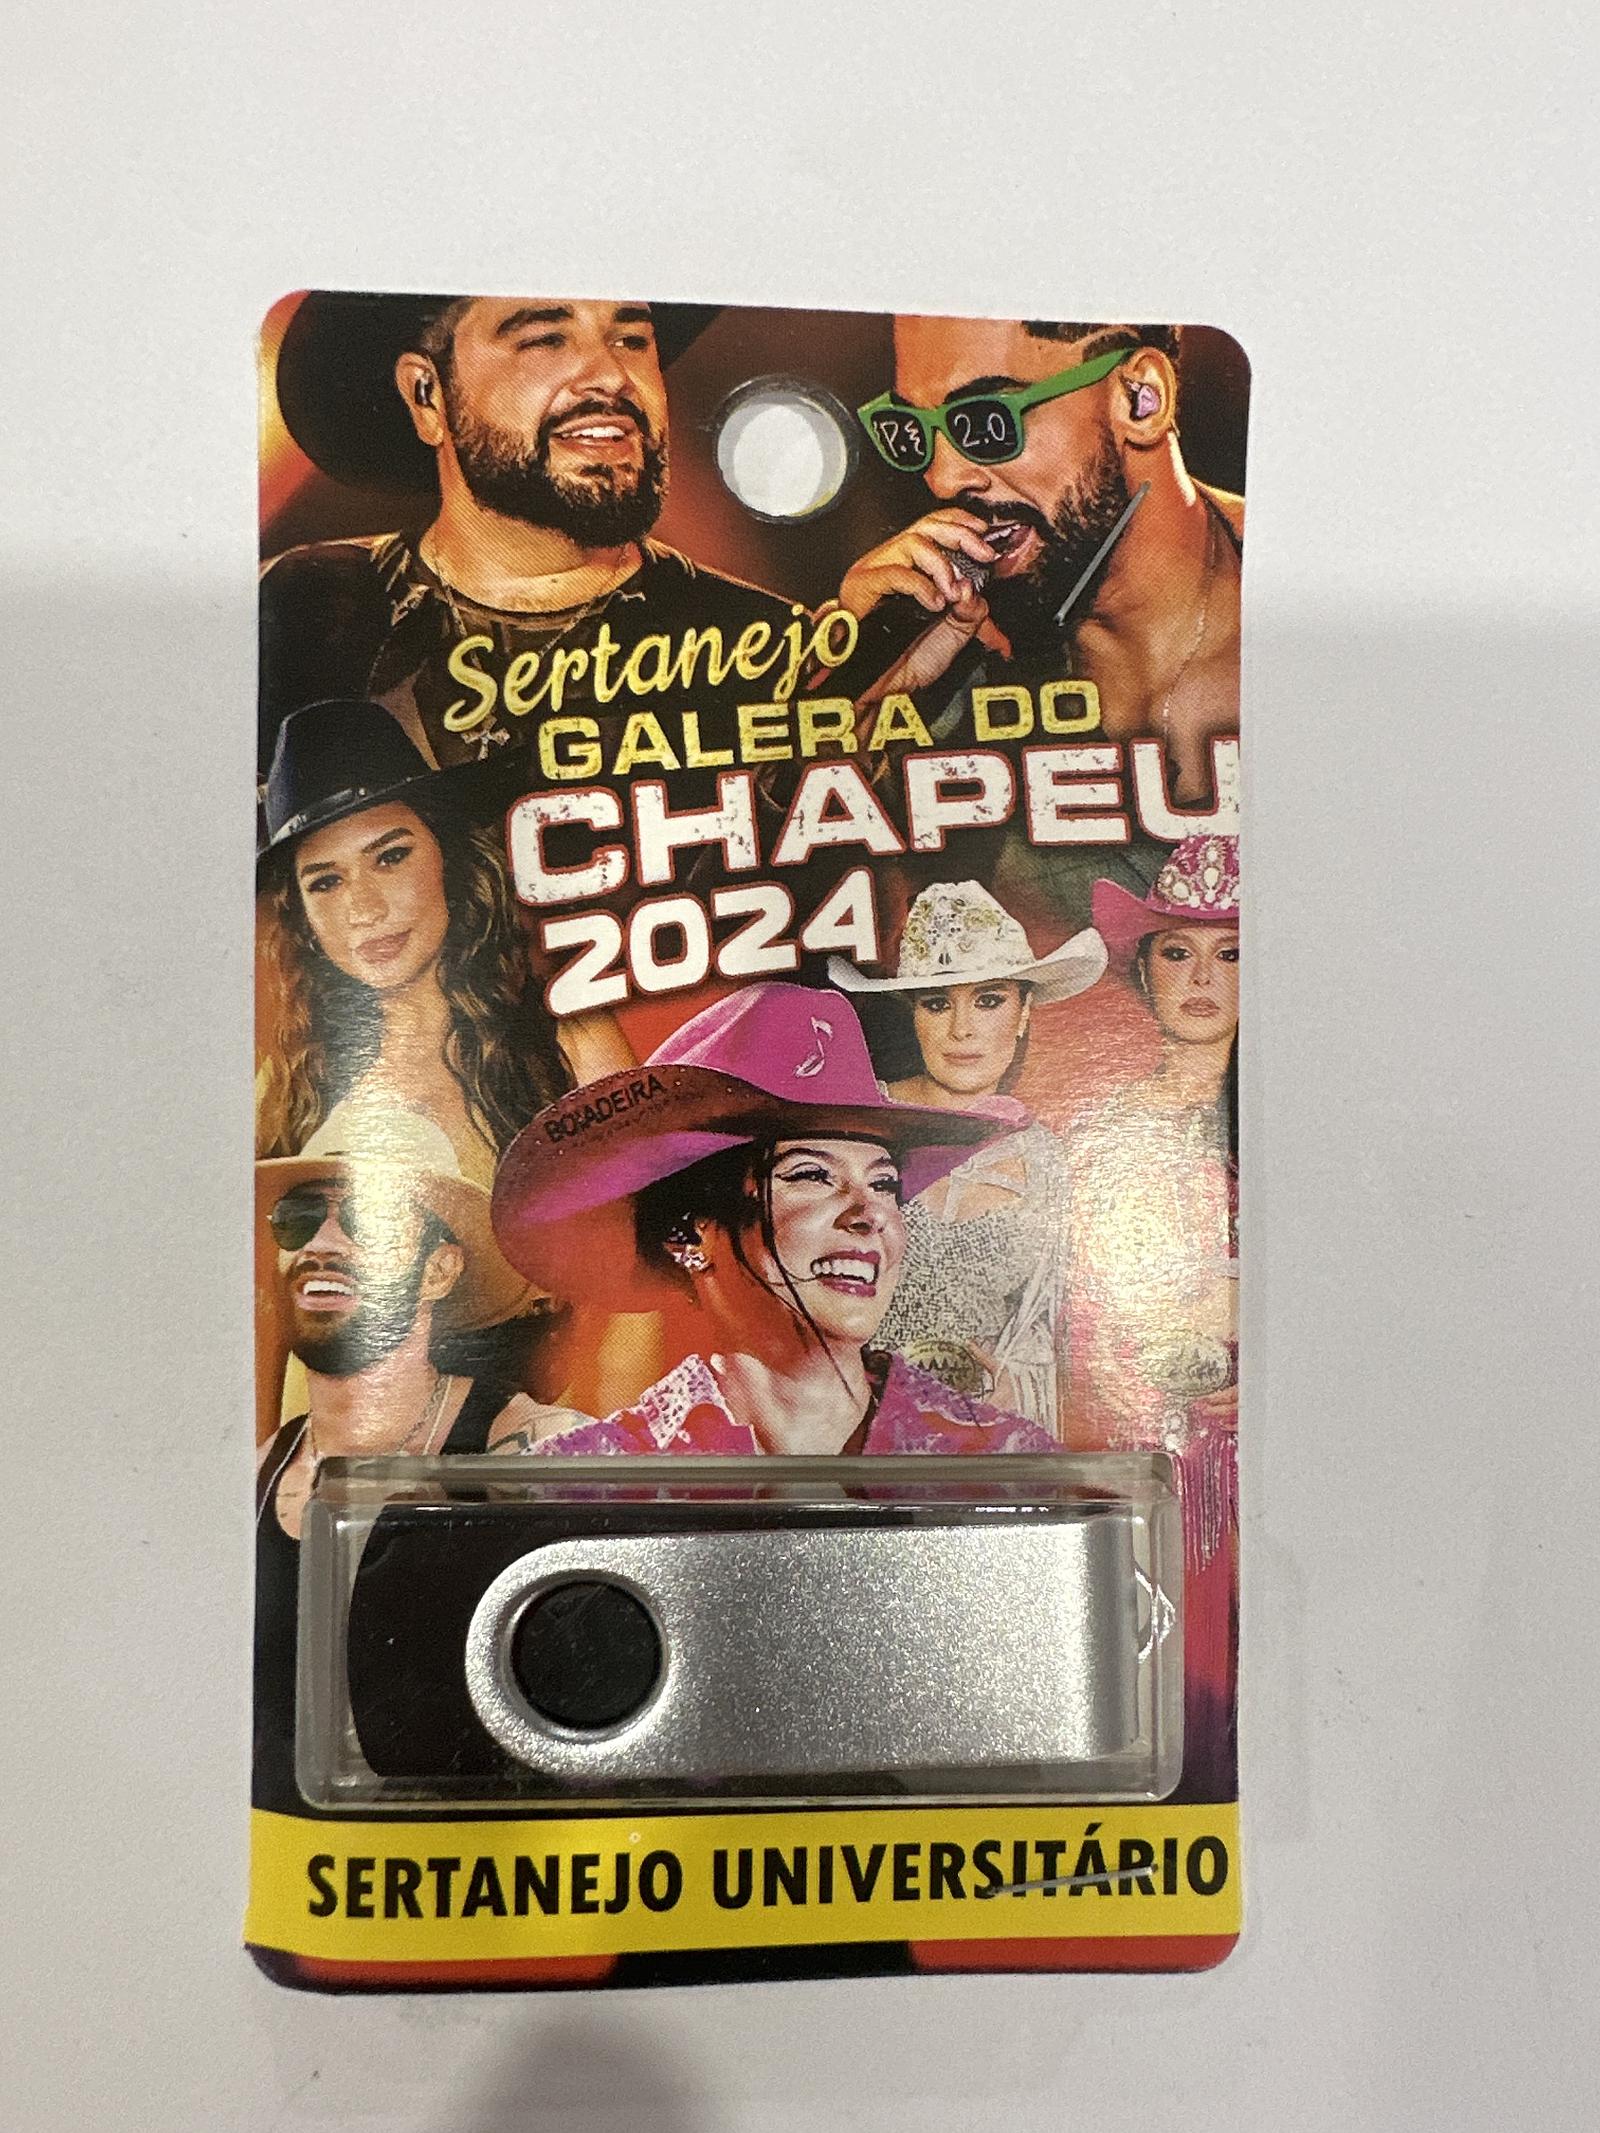 P.E 2.0
Sertanejo
GALERA DO
CHAPEU
2024
BOIADEIRA
SERTANEJO UNIVERSITÁRIO